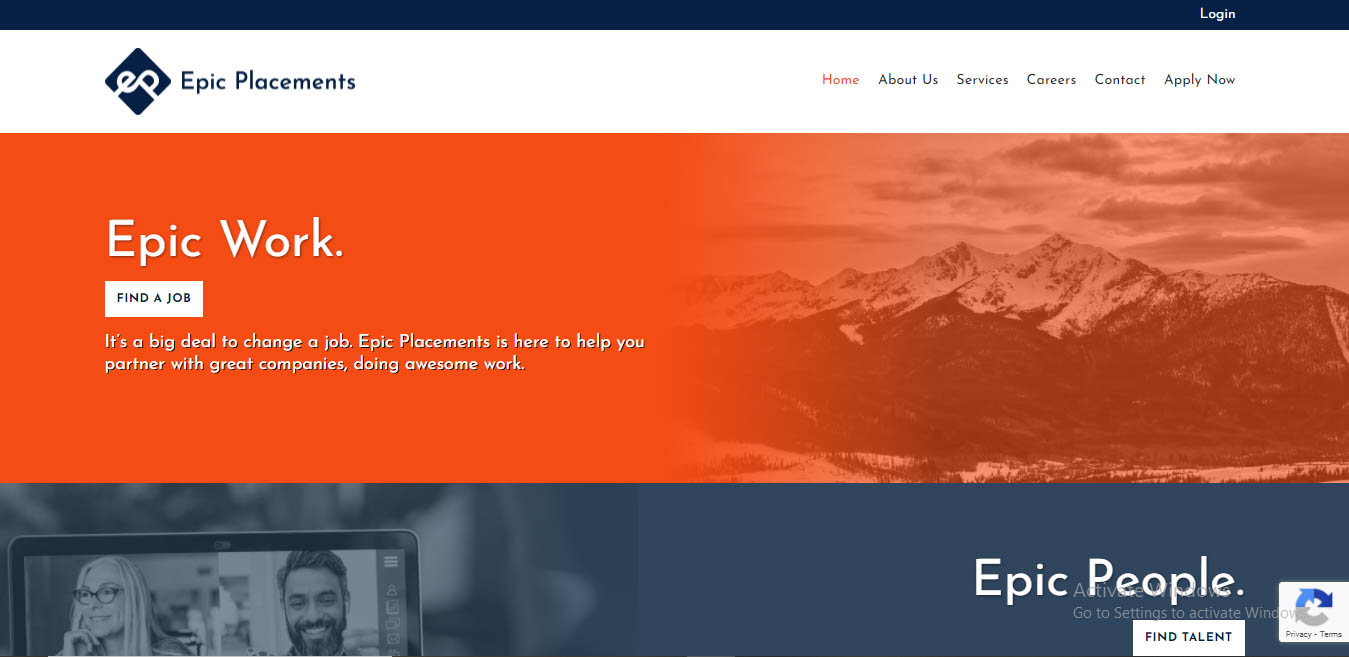 Login
ep
Epic Placements
Home About Us Services Careers Contact Apply Now
Epic Work.
FIND A JOB
It's a big deal to change a job. Epic Placements is here to help you
partner with great companies, doing awesome work.
Epic People.
Activate Windows
Go to Settings to activate Windows
FIND TALENT
Privacy - Terms